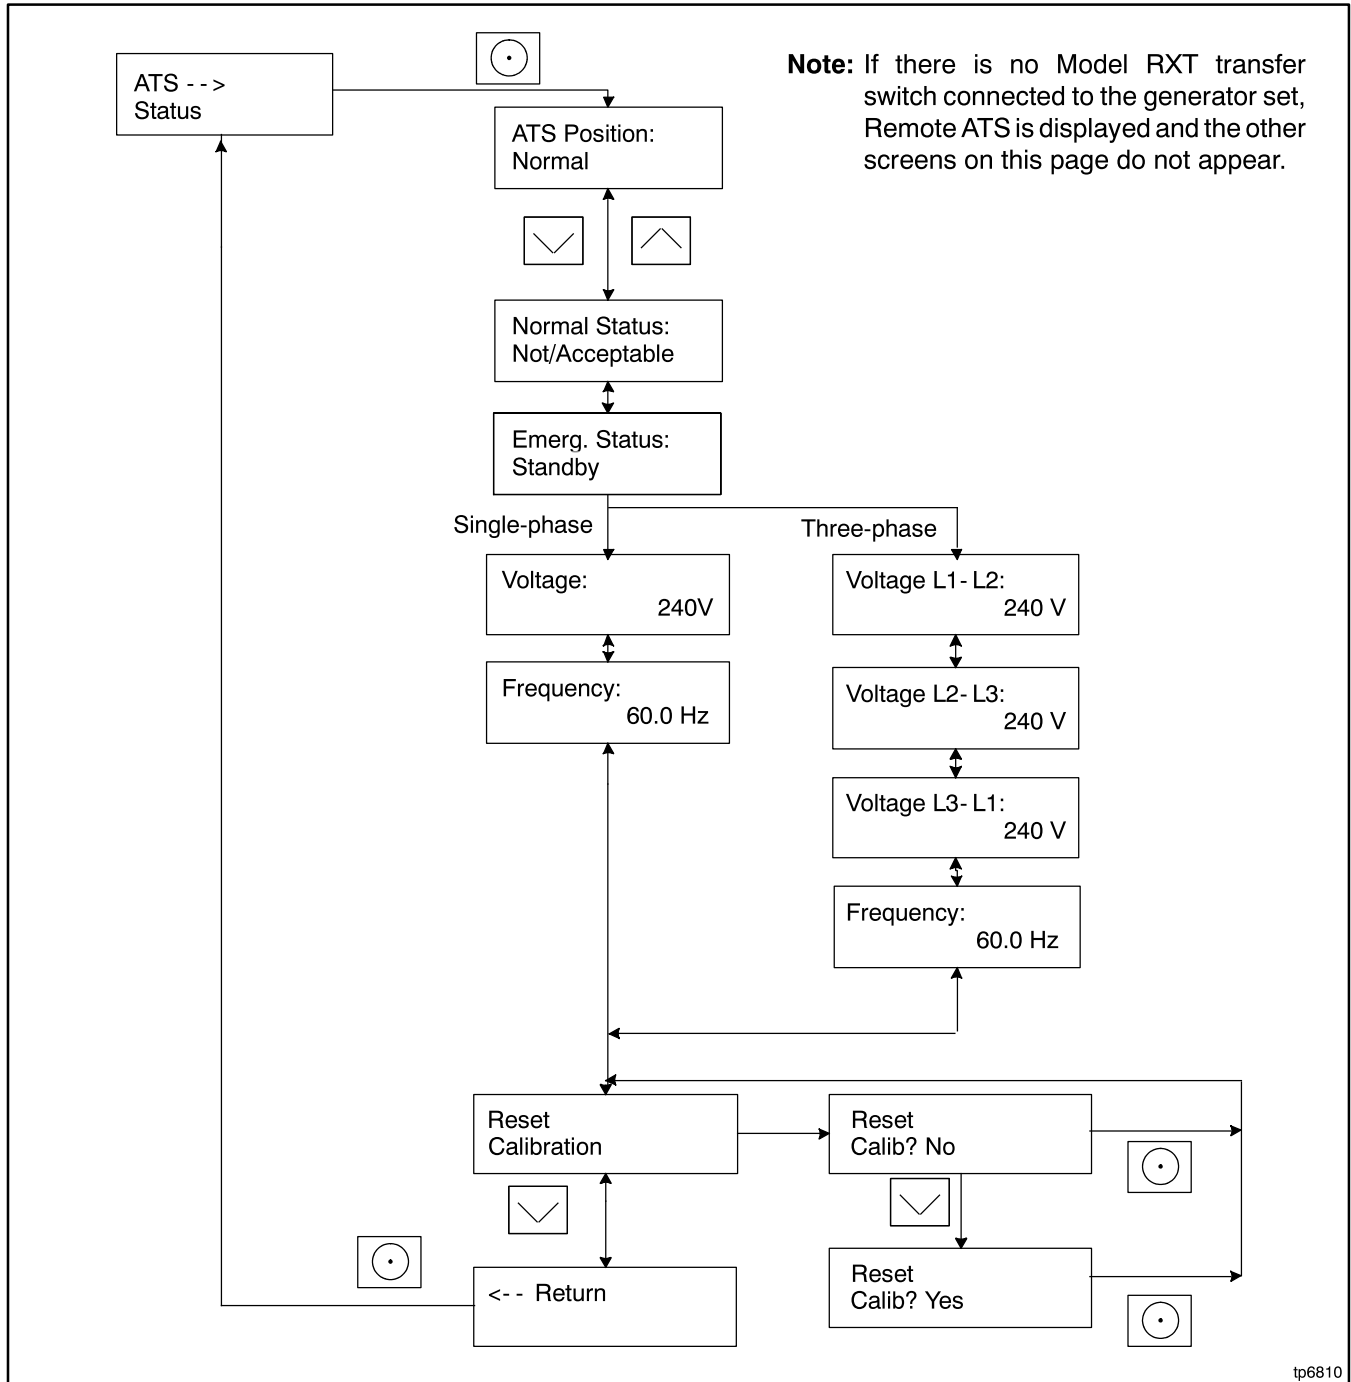 ATS -->
Status
Note: If there is no Model RXT transfer
switch connected to the generator set,
Remote ATS is displayed and the other
screens on this page do not appear.
ATS Position:
Normal
Normal Status:
Not/Acceptable
Emerg. Status:
Standby
Single-phase
Three-phase
Voltage:
240V
Frequency:
60.0 Hz
Voltage L1-L2:
240 V
Voltage L2-L3:
240 V
Voltage L3-L1:
240 V
Frequency:
60.0 Hz
Reset
Calibration
Reset
Calib? No
<-- Return
Reset
Calib? Yes
tp6810